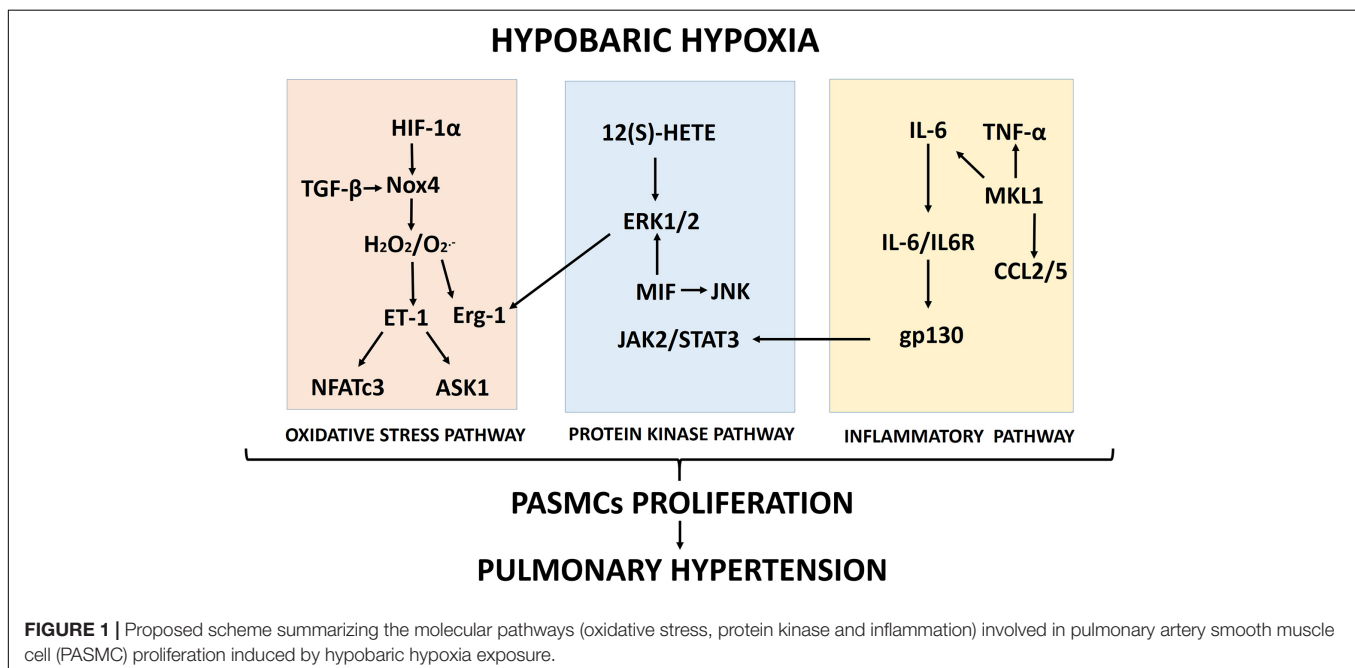 HYPOBARIC HYPOXIA
HIF-1α
TGF-β
Nox4
H₂O₂/O₂·-
ET-1
Erg-1
NFATc3
ASK1
OXIDATIVE STRESS PATHWAY
12(S)-HETE
ERK1/2
MIF
JNK
JAK2/STAT3
PROTEIN KINASE PATHWAY
IL-6
TNF-α
MKL1
IL-6/IL6R
CCL2/5
gp130
INFLAMMATORY PATHWAY
PASMCs PROLIFERATION
PULMONARY HYPERTENSION
FIGURE 1 | Proposed scheme summarizing the molecular pathways (oxidative stress, protein kinase and inflammation) involved in pulmonary artery smooth muscle
cell (PASMC) proliferation induced by hypobaric hypoxia exposure.